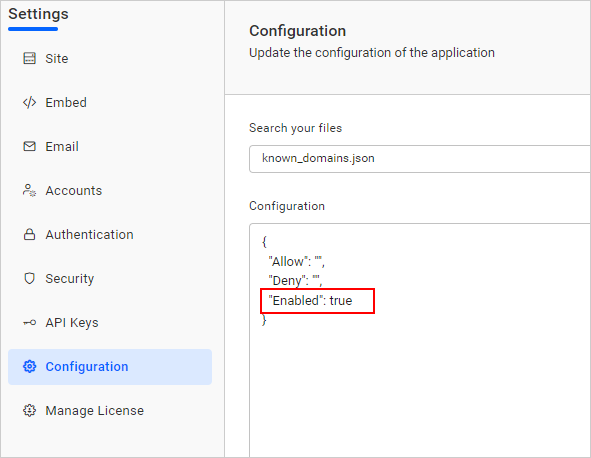 Settings
Site
Embed
Email
Accounts
Authentication
Security
API Keys
Configuration
Manage License
Configuration
Update the configuration of the application
Search your files
known_domains.json
Configuration
{
"Allow": "",
"Deny": "",
"Enabled": true
}